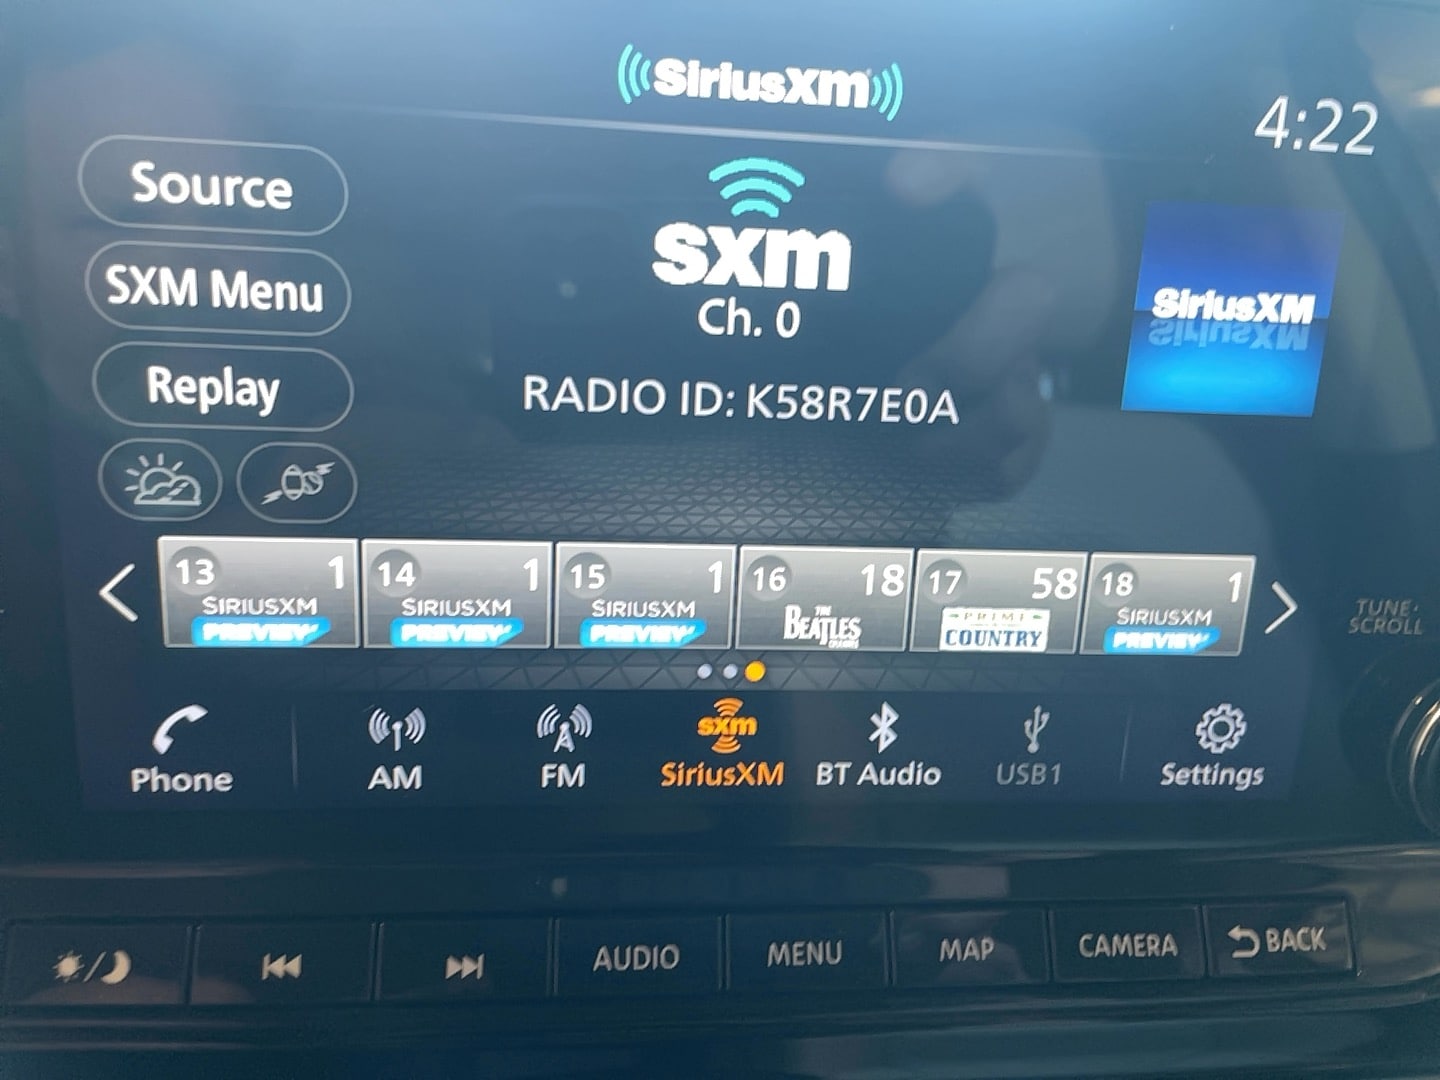 SiriusXM
4:22
Source
SXM Menu
Replay
sxm
Ch. 0
RADIO ID: K58R7E0A
SiriusXM
13 1
SIRIUSXM
PREVIEW
14 1
SIRIUSXM
PREVIEW
15 1
SIRIUSXM
PREVIEW
16 18
THE
BEATLES
CHANNEL
17 58
PRIME
COUNTRY
18 1
SIRIUSXM
PREVIEW
TUNE·
SCROLL
Phone
AM
FM
sxm
SiriusXM
BT Audio
USB1
Settings
AUDIO
MENU
MAP
CAMERA
BACK